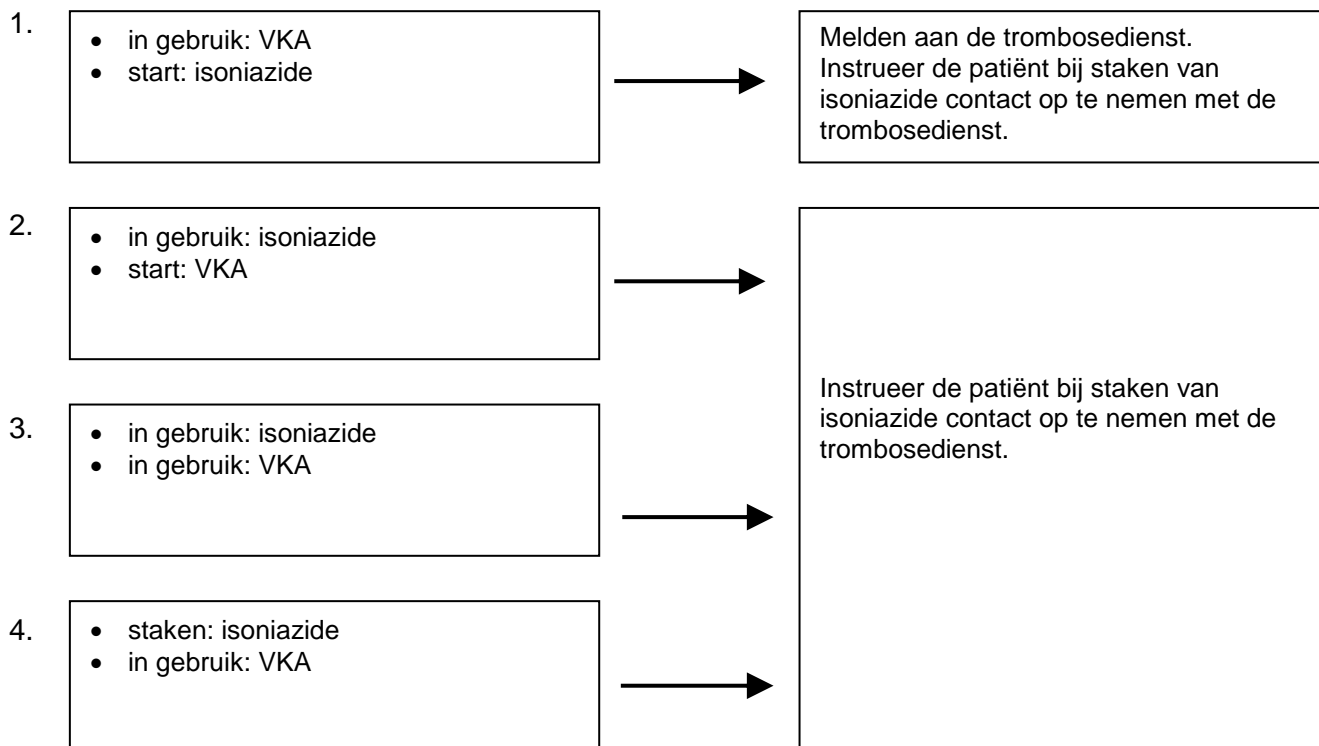 1.
• in gebruik: VKA
• start: isoniazide
Melden aan de trombosedienst.
Instrueer de patiënt bij staken van
isoniazide contact op te nemen met de
trombosedienst.
2.
• in gebruik: isoniazide
• start: VKA
3.
• in gebruik: isoniazide
• in gebruik: VKA
Instrueer de patiënt bij staken van
isoniazide contact op te nemen met de
trombosedienst.
4.
• staken: isoniazide
• in gebruik: VKA